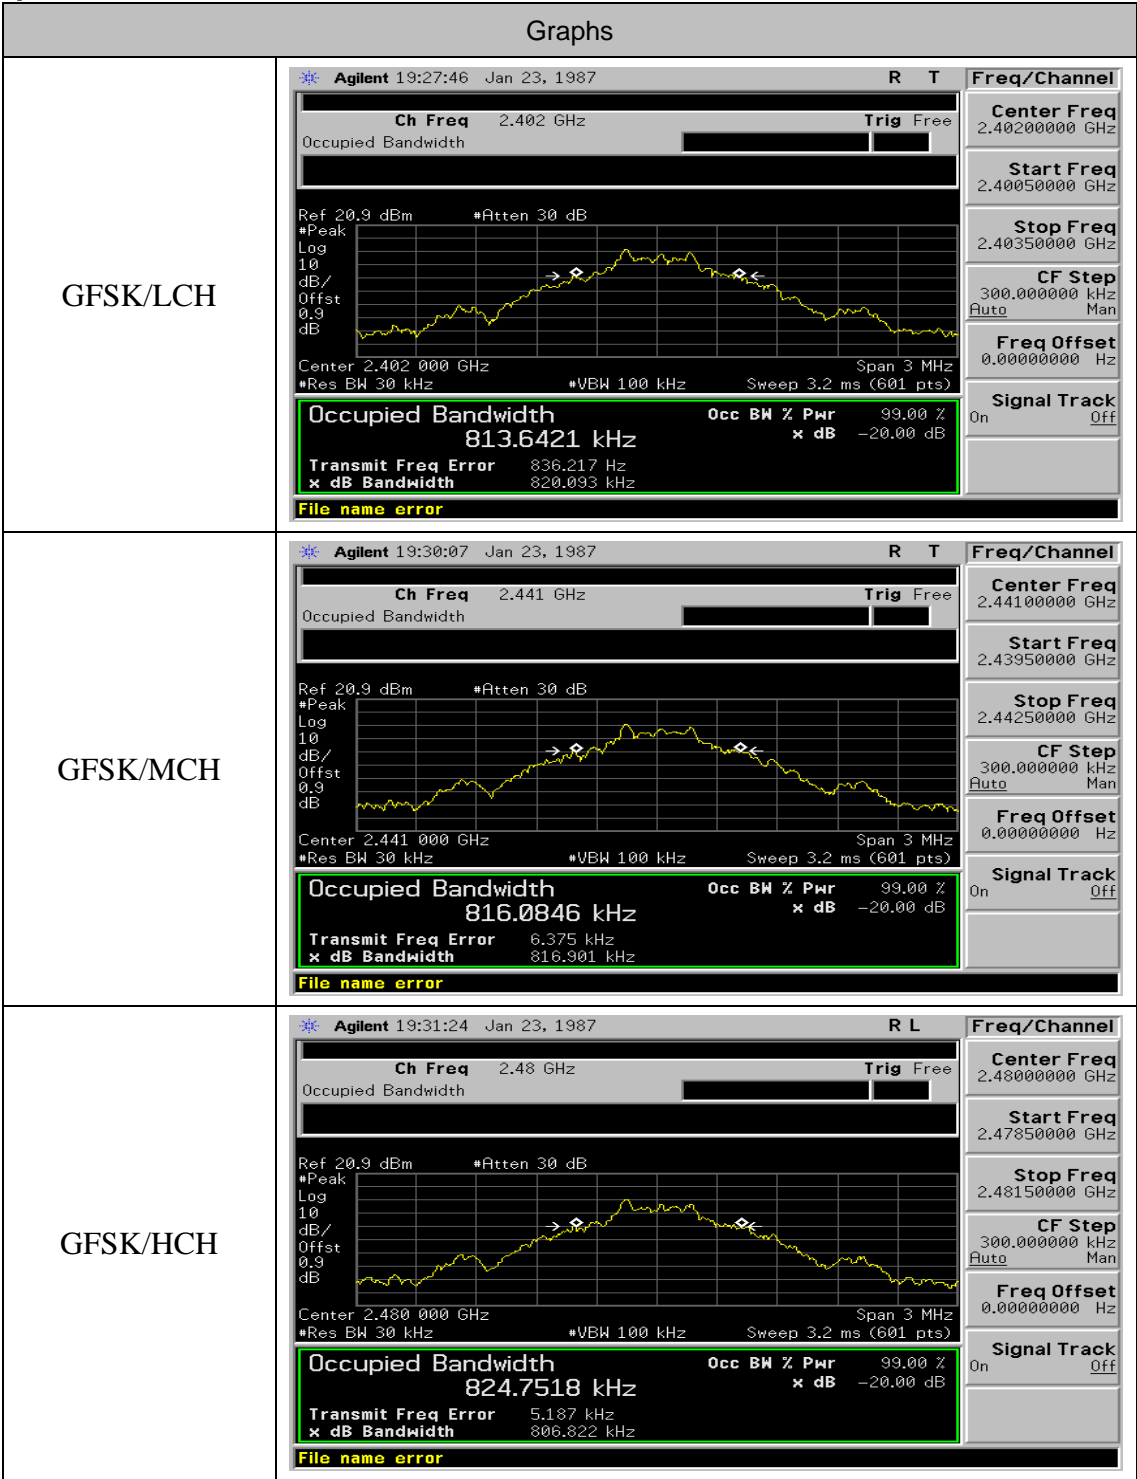 Graphs
GFSK/LCH
Agilent 19:27:46 Jan 23, 1987 R T Freq/Channel
Ch Freq 2.402 GHz Trig Free
Occupied Bandwidth
Center Freq
2.40200000 GHz
Start Freq
2.40050000 GHz
Stop Freq
2.40350000 GHz
CF Step
300.000000 kHz
Auto Man
Freq Offset
0.00000000 Hz
Signal Track
On Off
Ref 20.9 dBm #Atten 30 dB
#Peak
Log
10
dB/
Offst
0.9
dB
Center 2.402 000 GHz Span 3 MHz
#Res BW 30 kHz #VBW 100 kHz Sweep 3.2 ms (601 pts)
Occupied Bandwidth Occ BW % Pwr 99.00 %
813.6421 kHz x dB -20.00 dB
Transmit Freq Error 836.217 Hz
x dB Bandwidth 820.093 kHz
File name error
GFSK/MCH
Agilent 19:30:07 Jan 23, 1987 R T Freq/Channel
Ch Freq 2.441 GHz Trig Free
Occupied Bandwidth
Center Freq
2.44100000 GHz
Start Freq
2.43950000 GHz
Stop Freq
2.44250000 GHz
CF Step
300.000000 kHz
Auto Man
Freq Offset
0.00000000 Hz
Signal Track
On Off
Ref 20.9 dBm #Atten 30 dB
#Peak
Log
10
dB/
Offst
0.9
dB
Center 2.441 000 GHz Span 3 MHz
#Res BW 30 kHz #VBW 100 kHz Sweep 3.2 ms (601 pts)
Occupied Bandwidth Occ BW % Pwr 99.00 %
816.0846 kHz x dB -20.00 dB
Transmit Freq Error 6.375 kHz
x dB Bandwidth 816.901 kHz
File name error
GFSK/HCH
Agilent 19:31:24 Jan 23, 1987 R L Freq/Channel
Ch Freq 2.48 GHz Trig Free
Occupied Bandwidth
Center Freq
2.48000000 GHz
Start Freq
2.47850000 GHz
Stop Freq
2.48150000 GHz
CF Step
300.000000 kHz
Auto Man
Freq Offset
0.00000000 Hz
Signal Track
On Off
Ref 20.9 dBm #Atten 30 dB
#Peak
Log
10
dB/
Offst
0.9
dB
Center 2.480 000 GHz Span 3 MHz
#Res BW 30 kHz #VBW 100 kHz Sweep 3.2 ms (601 pts)
Occupied Bandwidth Occ BW % Pwr 99.00 %
824.7518 kHz x dB -20.00 dB
Transmit Freq Error 5.187 kHz
x dB Bandwidth 806.822 kHz
File name error